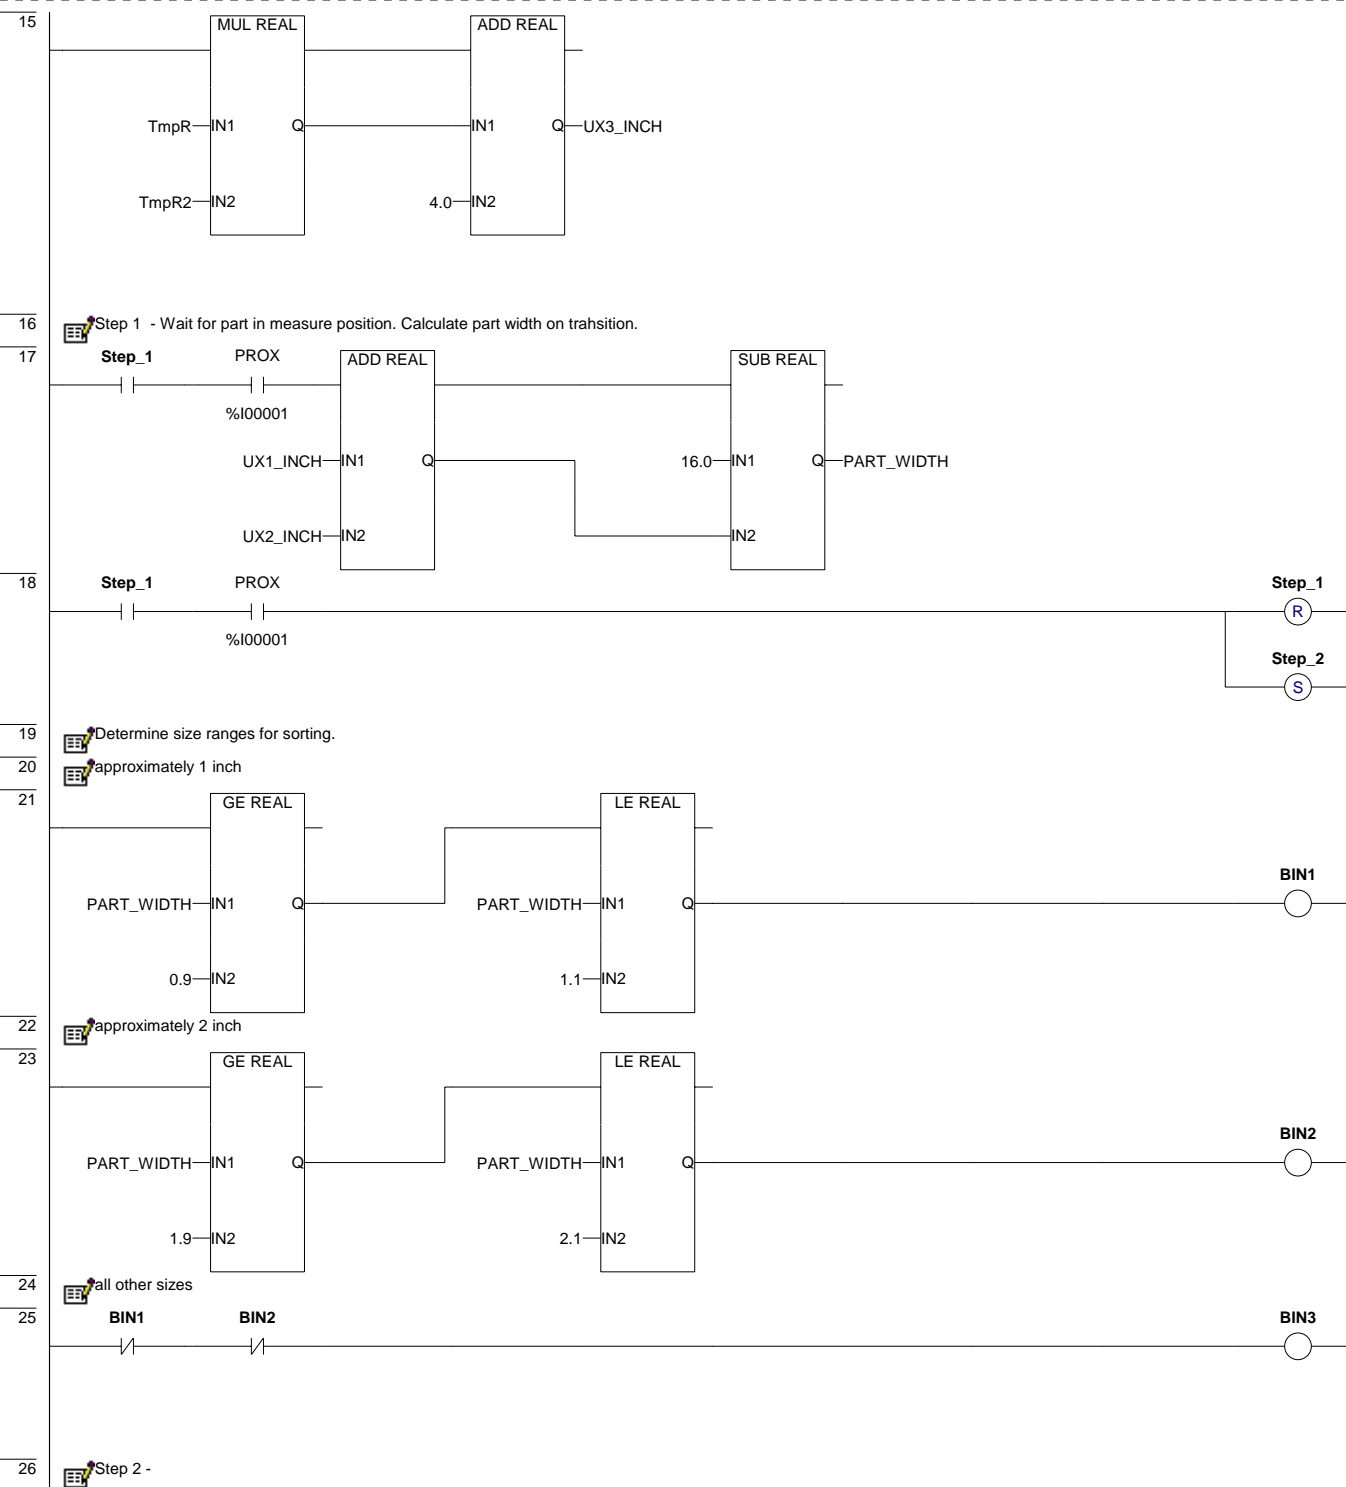 15
MUL REAL ADD REAL
TmpR IN1 Q IN1 Q UX3_INCH
TmpR2 IN2 4.0 IN2
16 Step 1 - Wait for part in measure position. Calculate part width on trahsition.
17 Step_1 PROX ADD REAL SUB REAL
%I00001
UX1_INCH IN1 Q 16.0 IN1 Q PART_WIDTH
UX2_INCH IN2 IN2
18 Step_1 PROX Step_1
R
%I00001
Step_2
S
19 Determine size ranges for sorting.
20 approximately 1 inch
21 GE REAL LE REAL
BIN1
PART_WIDTH IN1 Q PART_WIDTH IN1 Q
0.9 IN2 1.1 IN2
22 approximately 2 inch
23 GE REAL LE REAL
BIN2
PART_WIDTH IN1 Q PART_WIDTH IN1 Q
1.9 IN2 2.1 IN2
24 all other sizes
25 BIN1 BIN2 BIN3
26 Step 2 -